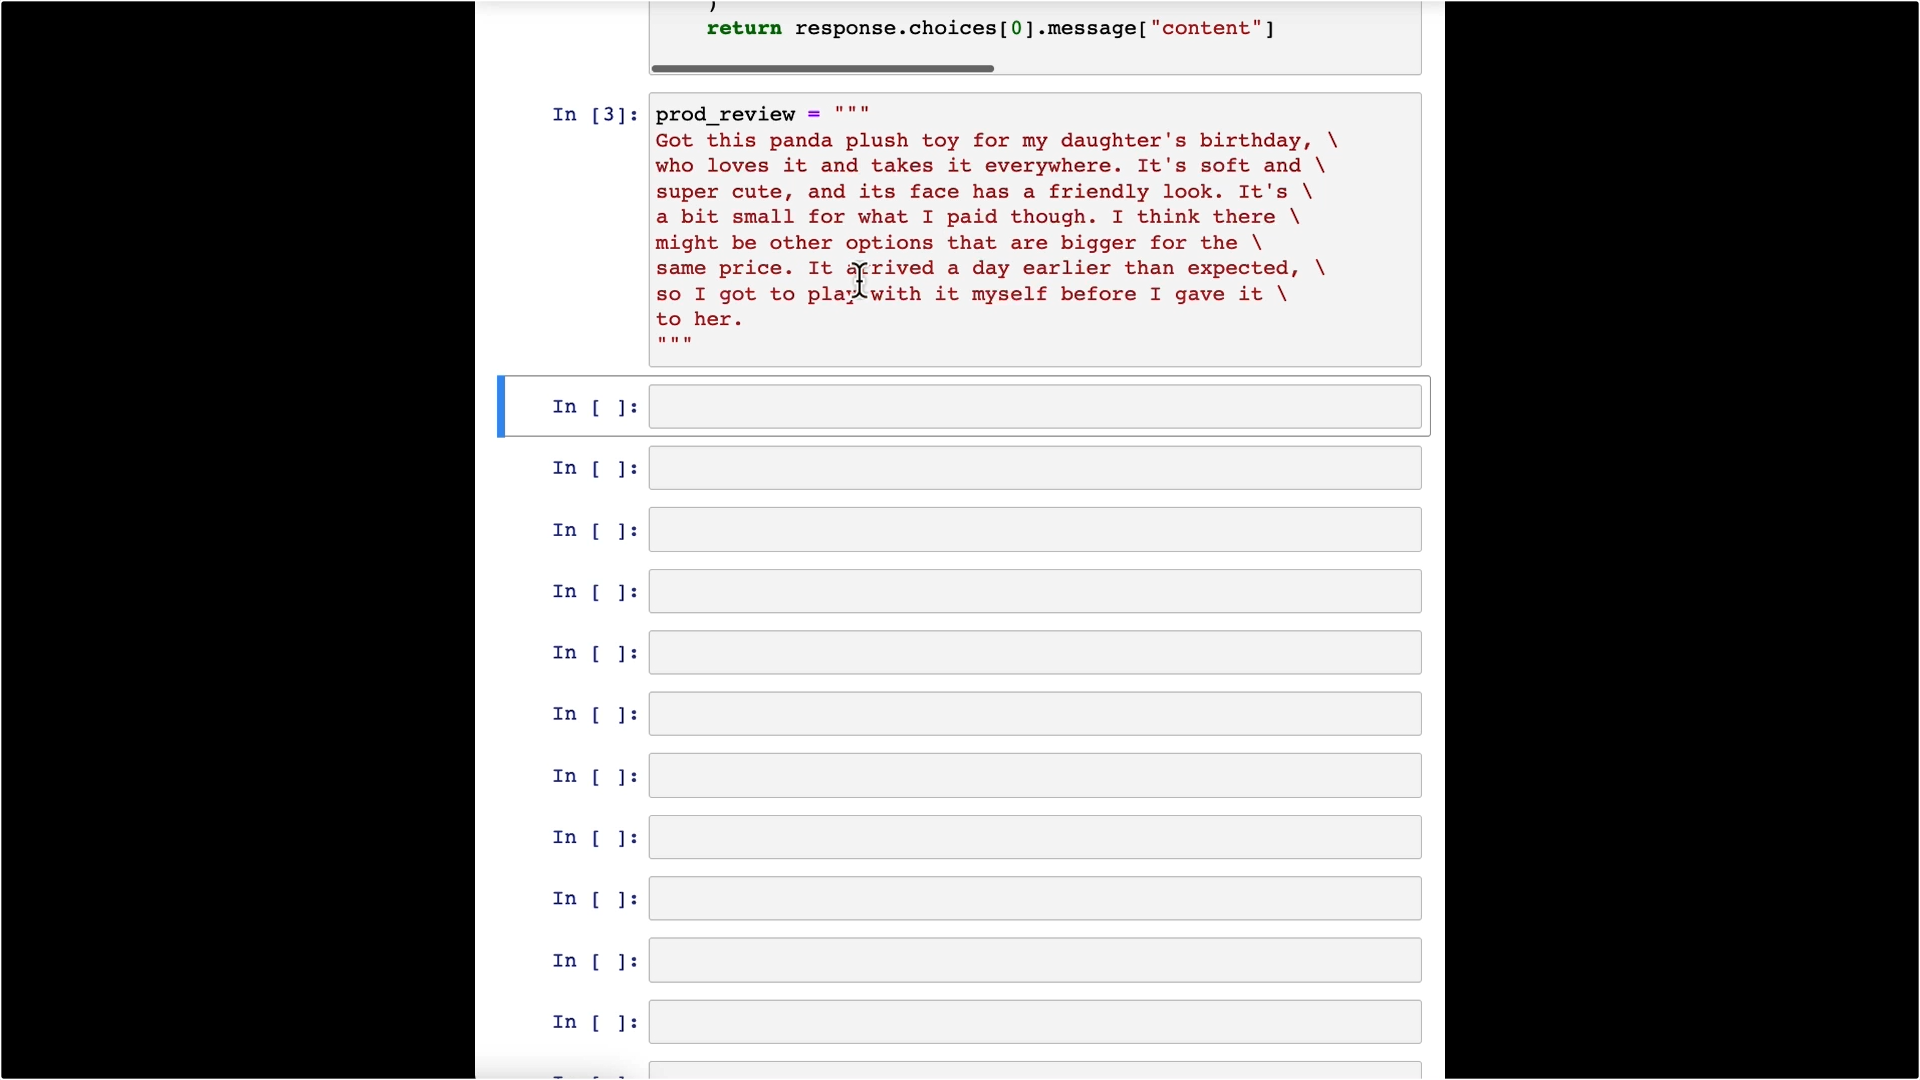 )
return response.choices[0].message["content"]
In [3]: prod_review = """
Got this panda plush toy for my daughter's birthday, \
who loves it and takes it everywhere. It's soft and \
super cute, and its face has a friendly look. It's \
a bit small for what I paid though. I think there \
might be other options that are bigger for the \
same price. It arrived a day earlier than expected, \
so I got to play with it myself before I gave it \
to her.
"""
In [ ]:
In [ ]:
In [ ]:
In [ ]:
In [ ]:
In [ ]:
In [ ]:
In [ ]:
In [ ]:
In [ ]:
In [ ]: